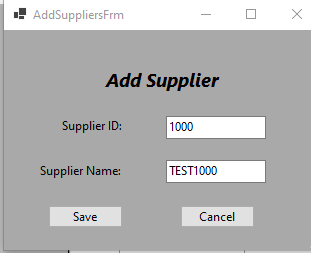 AddSuppliersFrm
Add Supplier
Supplier ID: 1000
Supplier Name: TEST1000
Save Cancel